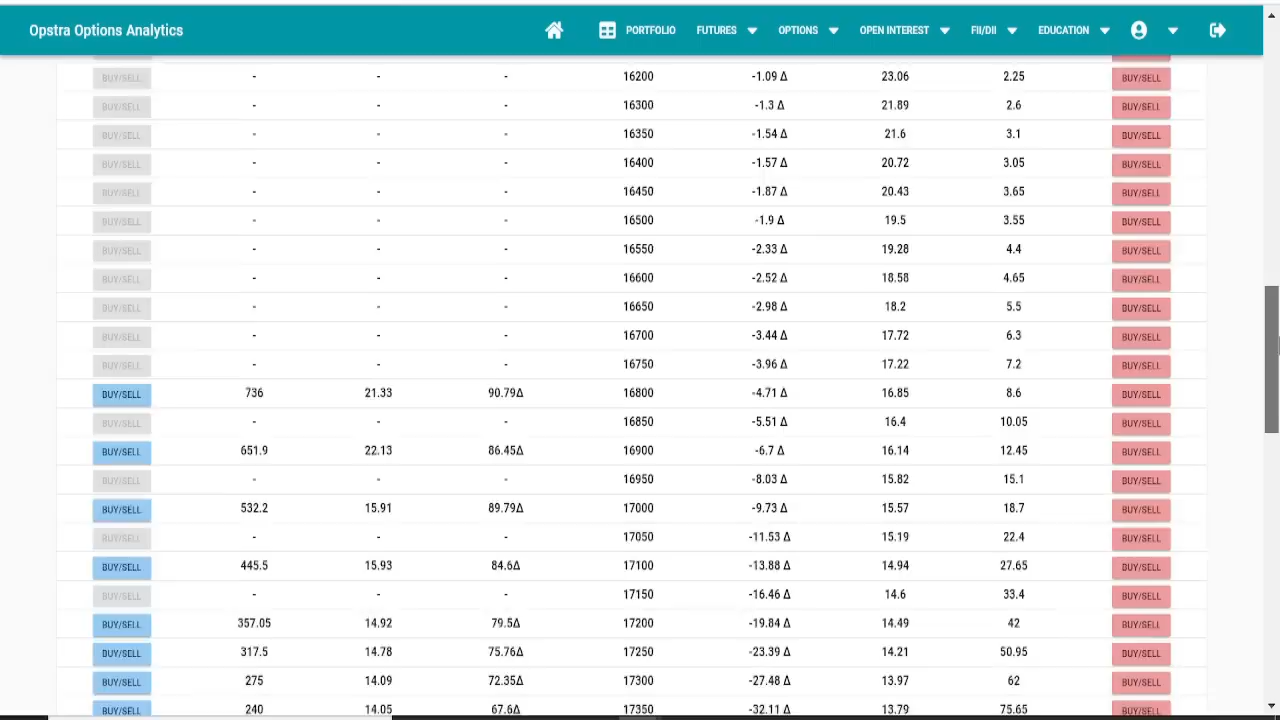 Opstra Options Analytics PORTFOLIO FUTURES OPTIONS OPEN INTEREST FII/DII EDUCATION
BUY/SELL - - - 16200 -1.09 Δ 23.06 2.25 BUY/SELL
BUY/SELL - - - 16300 -1.3 Δ 21.89 2.6 BUY/SELL
BUY/SELL - - - 16350 -1.54 Δ 21.6 3.1 BUY/SELL
BUY/SELL - - - 16400 -1.57 Δ 20.72 3.05 BUY/SELL
BUY/SELL - - - 16450 -1.87 Δ 20.43 3.65 BUY/SELL
BUY/SELL - - - 16500 -1.9 Δ 19.5 3.55 BUY/SELL
BUY/SELL - - - 16550 -2.33 Δ 19.28 4.4 BUY/SELL
BUY/SELL - - - 16600 -2.52 Δ 18.58 4.65 BUY/SELL
BUY/SELL - - - 16650 -2.98 Δ 18.2 5.5 BUY/SELL
BUY/SELL - - - 16700 -3.44 Δ 17.72 6.3 BUY/SELL
BUY/SELL - - - 16750 -3.96 Δ 17.22 7.2 BUY/SELL
BUY/SELL 736 21.33 90.79Δ 16800 -4.71 Δ 16.85 8.6 BUY/SELL
BUY/SELL - - - 16850 -5.51 Δ 16.4 10.05 BUY/SELL
BUY/SELL 651.9 22.13 86.45Δ 16900 -6.7 Δ 16.14 12.45 BUY/SELL
BUY/SELL - - - 16950 -8.03 Δ 15.82 15.1 BUY/SELL
BUY/SELL 532.2 15.91 89.79Δ 17000 -9.73 Δ 15.57 18.7 BUY/SELL
BUY/SELL - - - 17050 -11.53 Δ 15.19 22.4 BUY/SELL
BUY/SELL 445.5 15.93 84.6Δ 17100 -13.88 Δ 14.94 27.65 BUY/SELL
BUY/SELL - - - 17150 -16.46 Δ 14.6 33.4 BUY/SELL
BUY/SELL 357.05 14.92 79.5Δ 17200 -19.84 Δ 14.49 42 BUY/SELL
BUY/SELL 317.5 14.78 75.76Δ 17250 -23.39 Δ 14.21 50.95 BUY/SELL
BUY/SELL 275 14.09 72.35Δ 17300 -27.48 Δ 13.97 62 BUY/SELL
BUY/SELL 240 14.05 67.6Δ 17350 -32.11 Δ 13.79 75.65 BUY/SELL